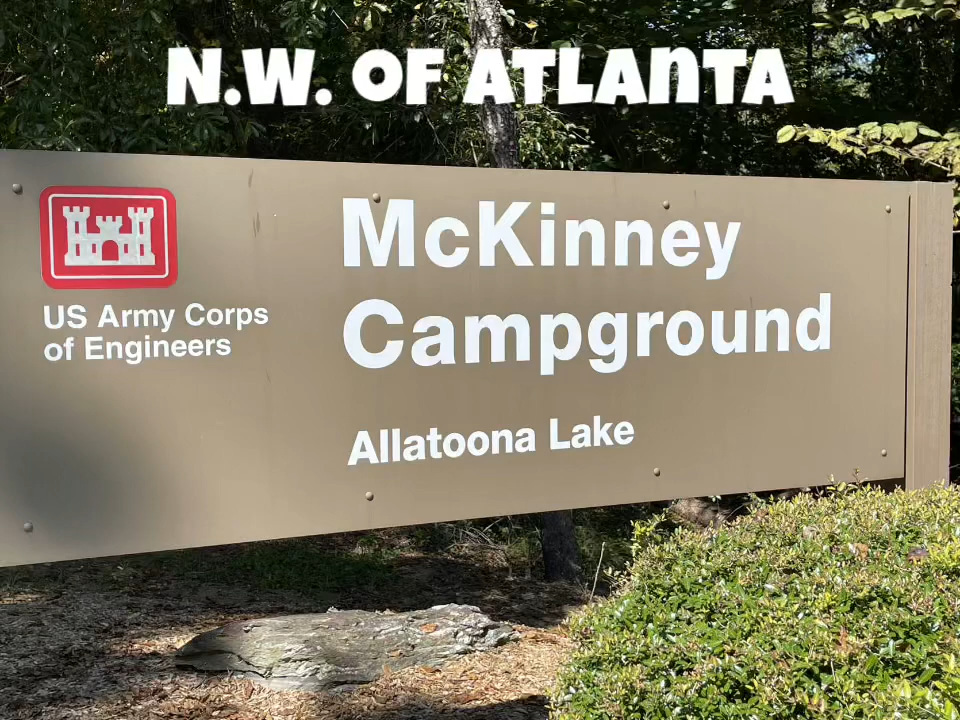 N.W. OF ATLANTA
McKinney
Campground
US Army Corps
of Engineers
Allatoona Lake